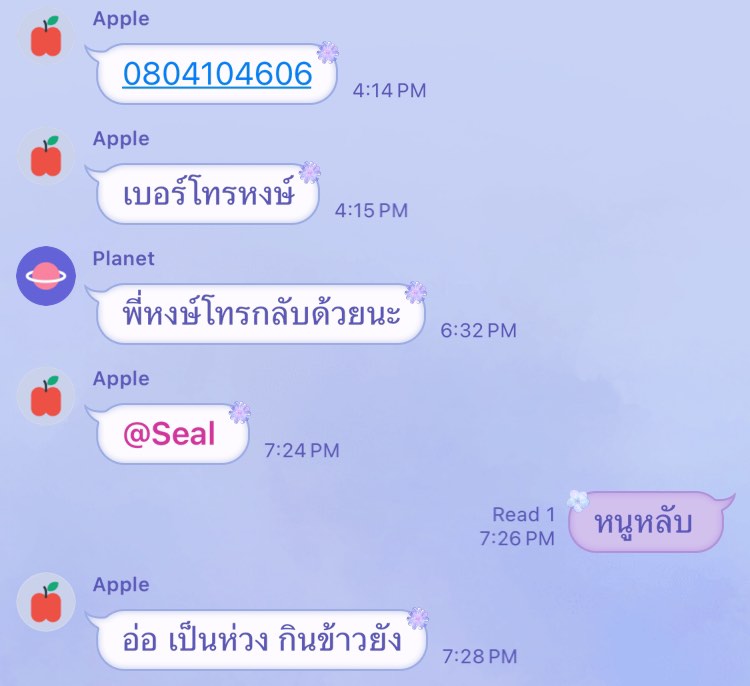 Apple
0804104606
4:14 PM
Apple
เบอร์โทรหงษ์
4:15 PM
Planet
พี่หงษ์โทรกลับด้วยนะ
6:32 PM
Apple
@Seal
7:24 PM
Read 1
7:26 PM
หนูหลับ
Apple
อ่อ เป็นห่วง กินข้าวยัง
7:28 PM